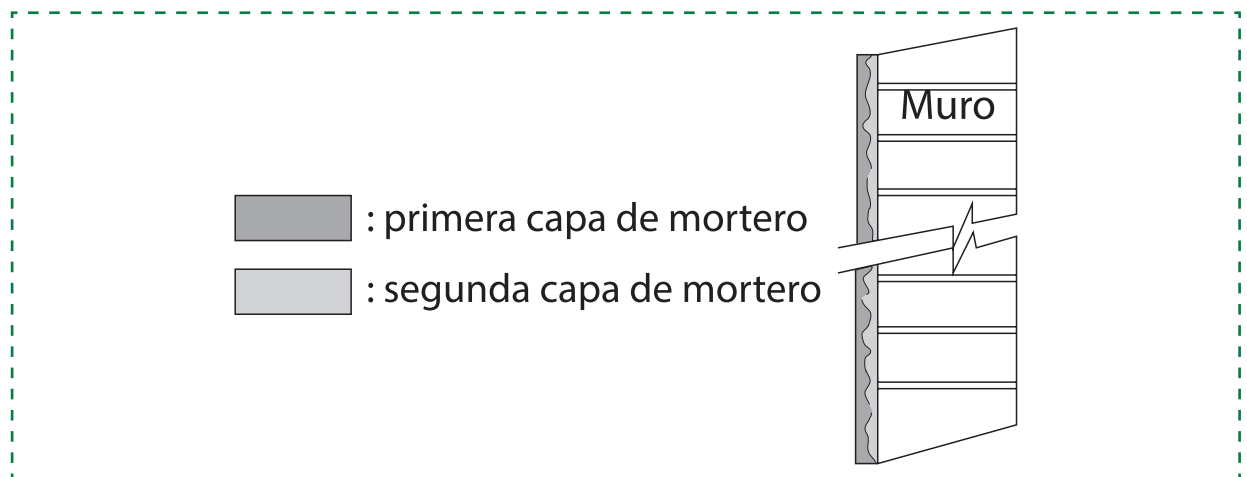 Muro
: primera capa de mortero
: segunda capa de mortero